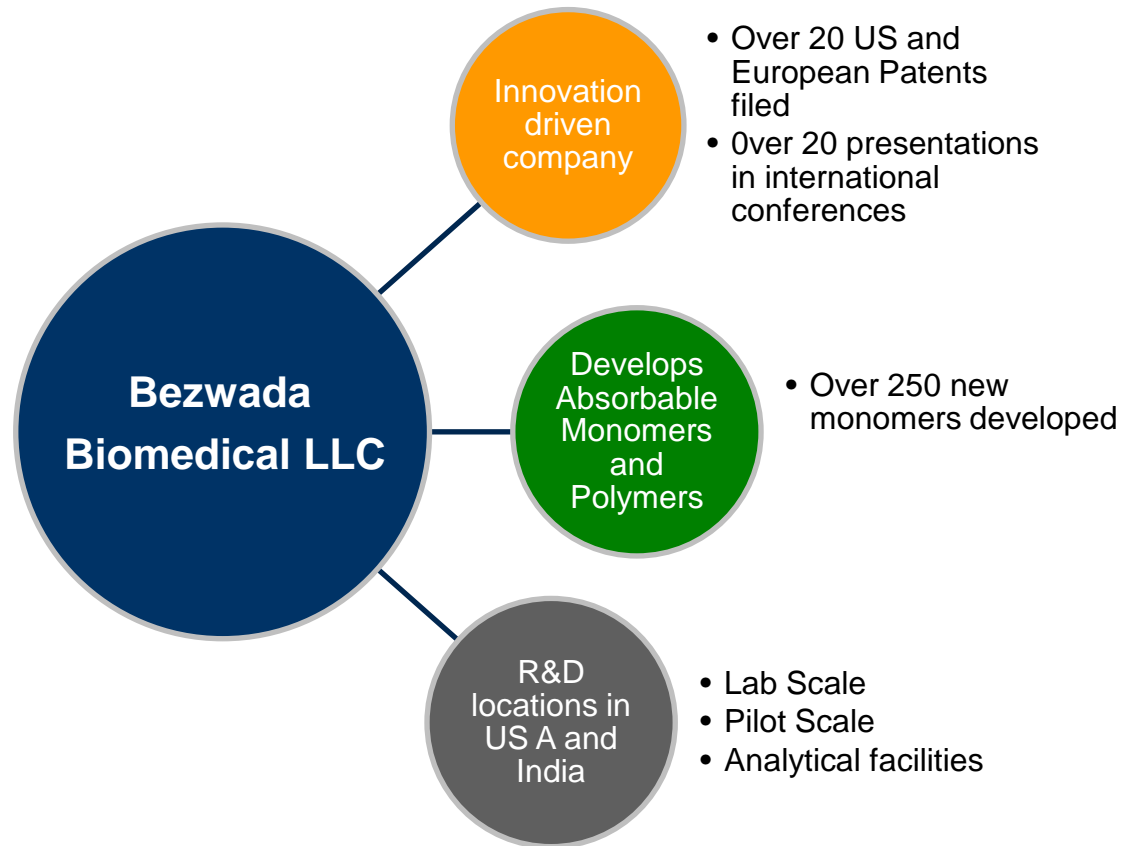 Bezwada
Biomedical LLC
Innovation
driven
company
• Over 20 US and
European Patents
filed
• 0ver 20 presentations
in international
conferences
Develops
Absorbable
Monomers
and
Polymers
• Over 250 new
monomers developed
R&D
locations in
US A and
India
• Lab Scale
• Pilot Scale
• Analytical facilities